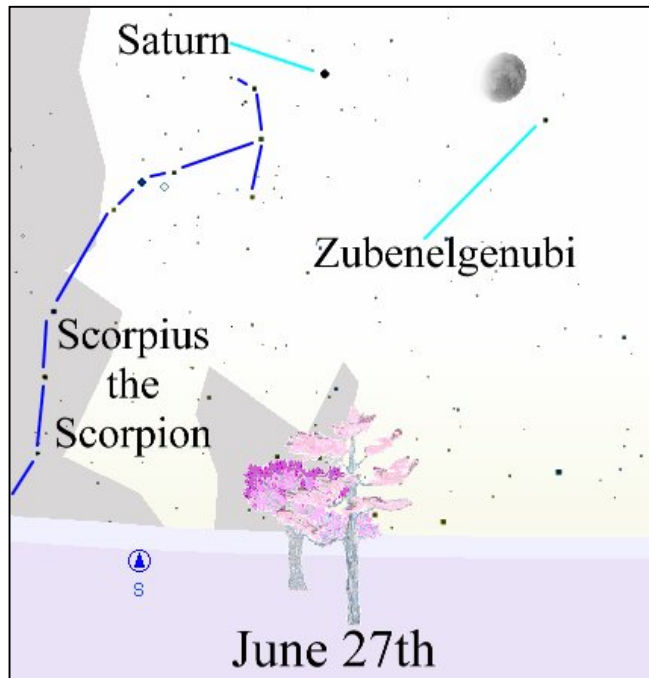 Saturn
Zubenelgenubi
Scorpius
the
Scorpion
S
June 27th